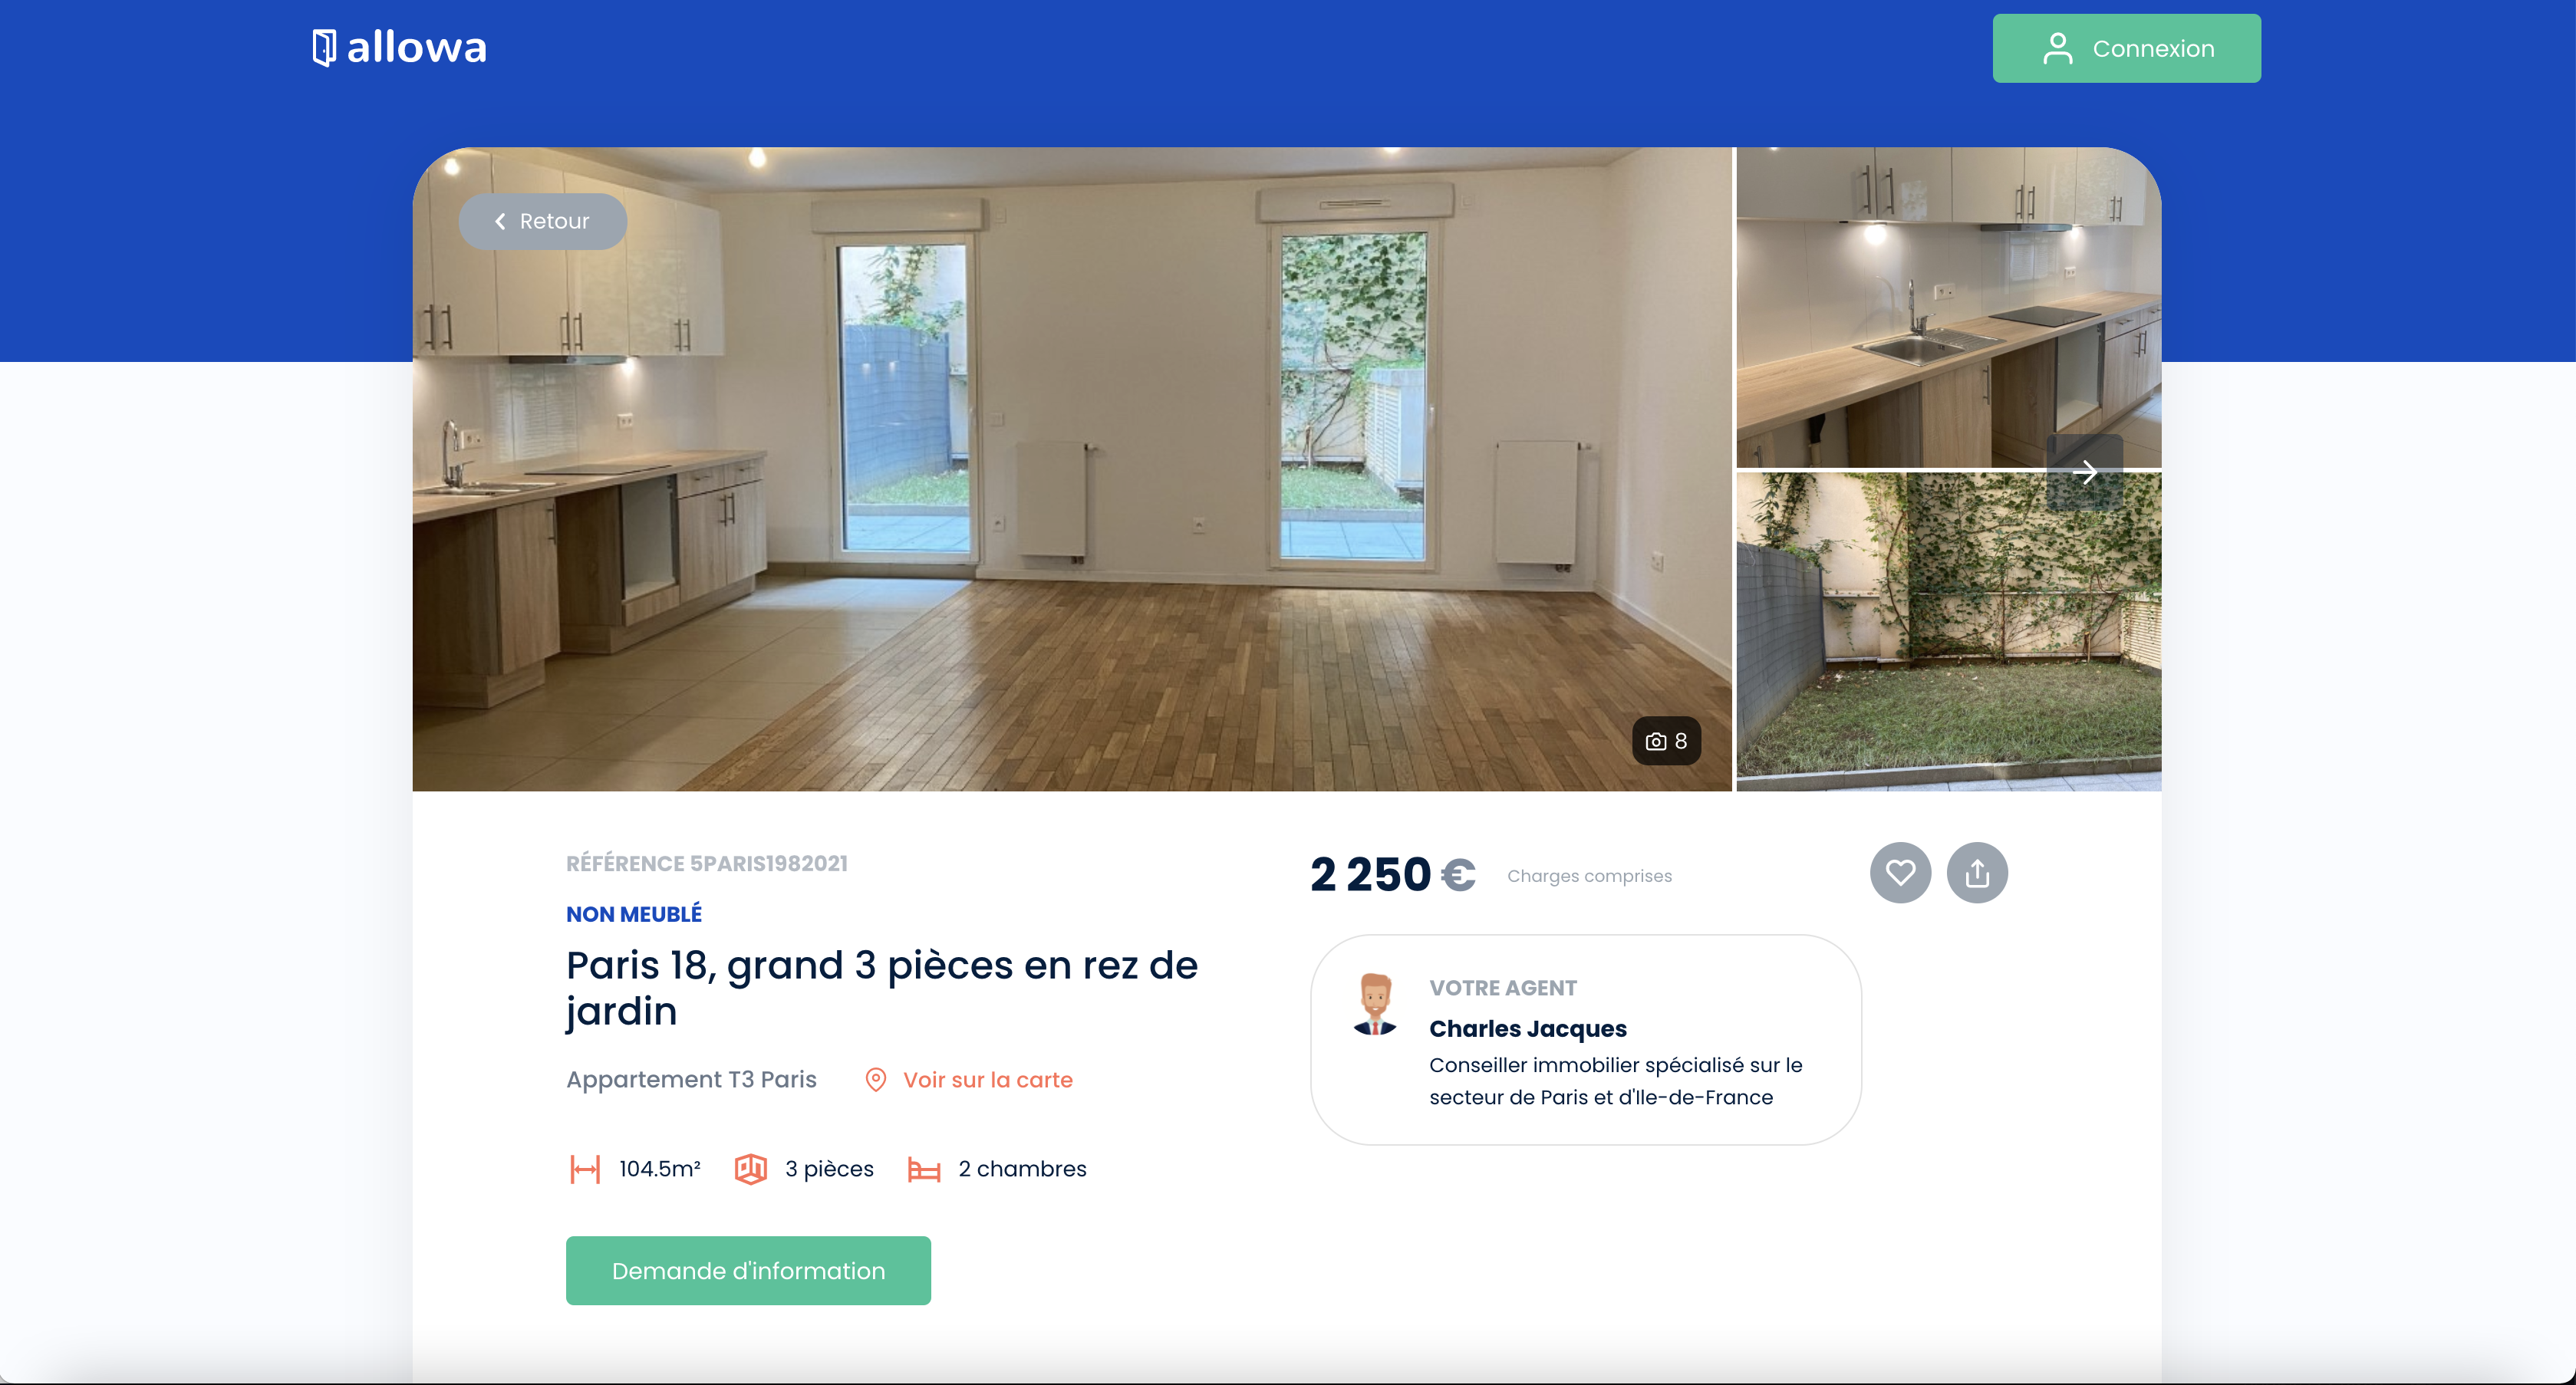 allowa
Connexion
Retour
8
RÉFÉRENCE 5PARIS1982021
NON MEUBLÉ
Paris 18, grand 3 pièces en rez de
jardin
Appartement T3 Paris
Voir sur la carte
104.5m²
3 pièces
2 chambres
Demande d'information
2 250 €
Charges comprises
VOTRE AGENT
Charles Jacques
Conseiller immobilier spécialisé sur le
secteur de Paris et d'Ile-de-France